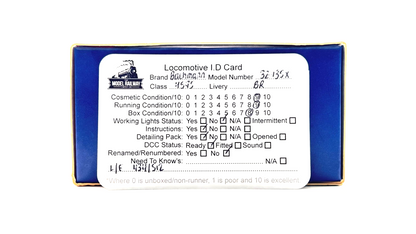 MODEL RAILWAY
Locomotive I.D Card
Brand Bachmann Model Number 32-135X
Class 45XX Livery BR
Cosmetic Condition/10: 0 1 2 3 4 5 6 7 8 9 10
Running Condition/10: 0 1 2 3 4 5 6 7 8 9 10
Box Condition/10: 0 1 2 3 4 5 6 7 8 9 10
Working Lights Status: Yes No N/A Intermittent
Instructions: Yes No
Detailing Pack: Yes No N/A Opened
DCC Status: Ready Fitted Sound
Renamed/Renumbered: Yes No
Need To Know's: N/A
L/E
Where 0 is unboxed/non-runner, 1 is poor and 10 is excellent